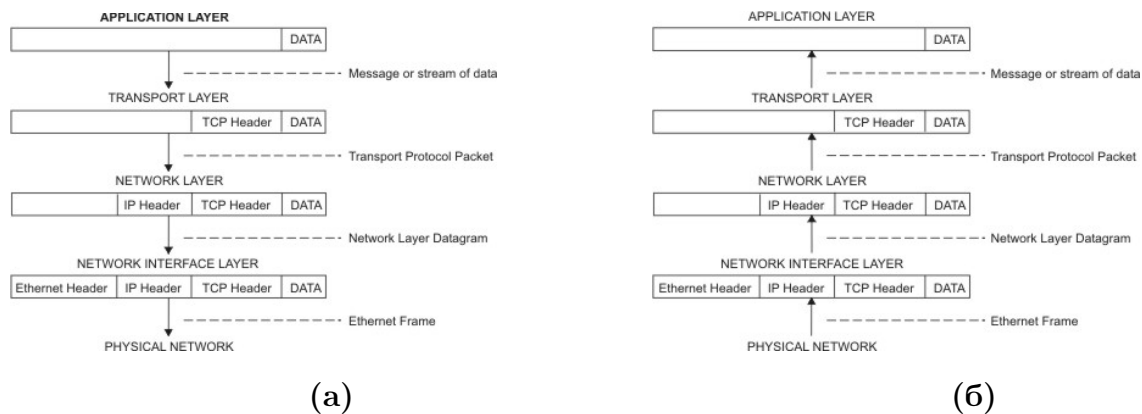 APPLICATION LAYER
DATA
Message or stream of data
TRANSPORT LAYER
TCP Header DATA
Transport Protocol Packet
NETWORK LAYER
IP Header TCP Header DATA
Network Layer Datagram
NETWORK INTERFACE LAYER
Ethernet Header IP Header TCP Header DATA
Ethernet Frame
PHYSICAL NETWORK
(а)
APPLICATION LAYER
DATA
Message or stream of data
TRANSPORT LAYER
TCP Header DATA
Transport Protocol Packet
NETWORK LAYER
IP Header TCP Header DATA
Network Layer Datagram
NETWORK INTERFACE LAYER
Ethernet Header IP Header TCP Header DATA
Ethernet Frame
PHYSICAL NETWORK
(б)